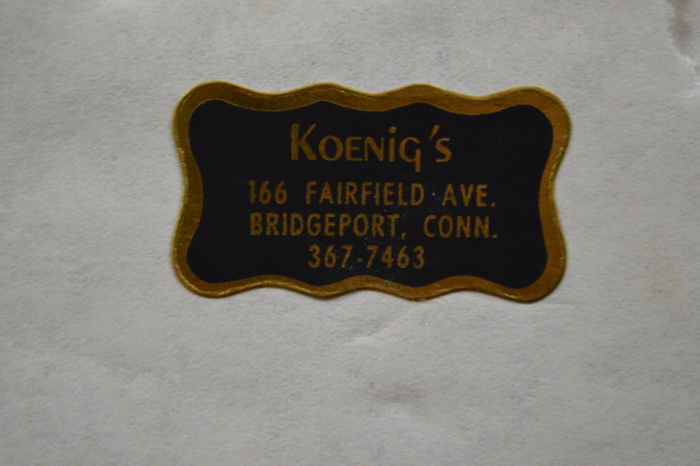 Koenig's
166 FAIRFIELD AVE.
BRIDGEPORT, CONN.
367-7463